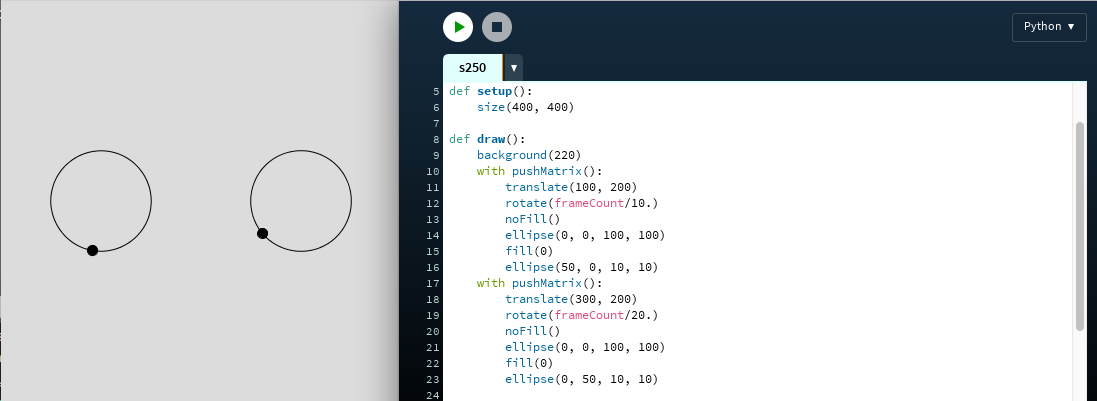 Python ▼
s250 ▼
5 def setup():
6     size(400, 400)
7
8 def draw():
9     background(220)
10     with pushMatrix():
11         translate(100, 200)
12         rotate(frameCount/10.)
13         noFill()
14         ellipse(0, 0, 100, 100)
15         fill(0)
16         ellipse(50, 0, 10, 10)
17     with pushMatrix():
18         translate(300, 200)
19         rotate(frameCount/20.)
20         noFill()
21         ellipse(0, 0, 100, 100)
22         fill(0)
23         ellipse(0, 50, 10, 10)
24